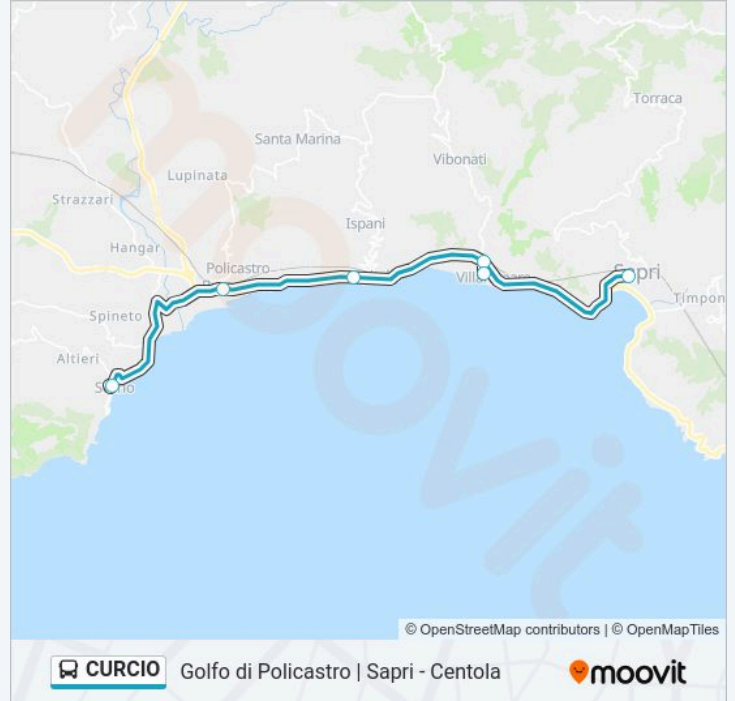 Torraca
Santa Marina
Vibonati
Lupinata
Strazzari
Ispani
Hangar
Policastro
Sapri
Timpon
Spineto
Altieri
moovit
© OpenStreetMap contributors | © OpenMapTiles
CURCIO Golfo di Policastro | Sapri - Centola moovit